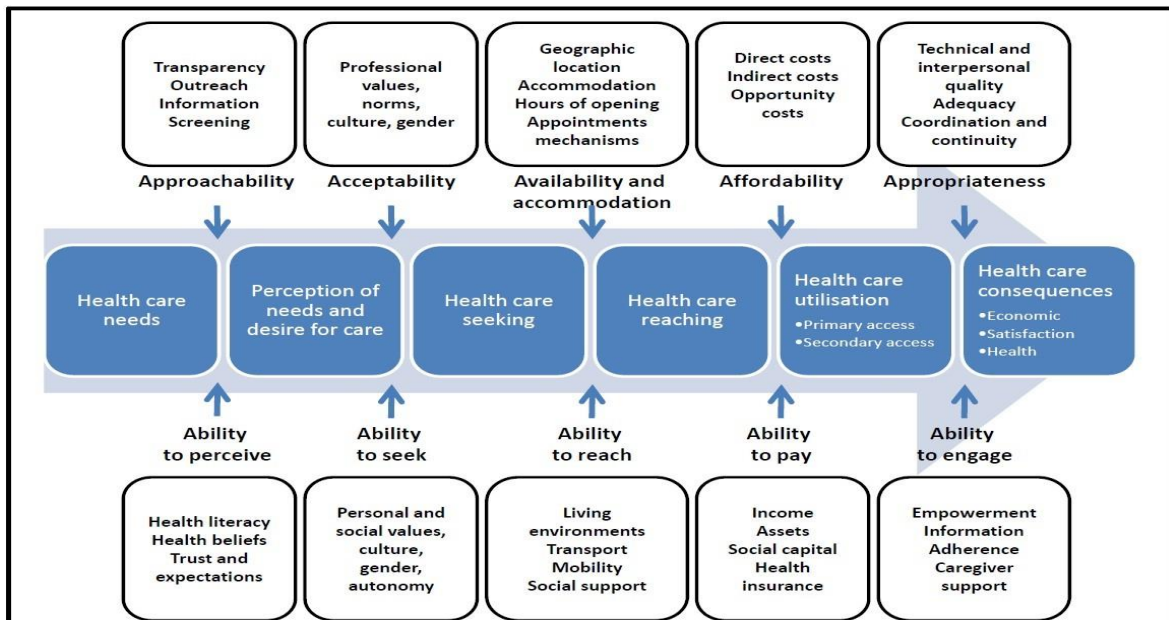 Transparency
Outreach
Information
Screening
Professional
values,
norms,
culture, gender
Geographic
location
Accommodation
Hours of opening
Appointments
mechanisms
Direct costs
Indirect costs
Opportunity
costs
Technical and
interpersonal
quality
Adequacy
Coordination and
continuity
Approachability
Acceptability
Availability and
accommodation
Affordability
Appropriateness
Health care
needs
Perception of
needs and
desire for care
Health care
seeking
Health care
reaching
Health care
utilisation
•Primary access
•Secondary access
Health care
consequences
•Economic
•Satisfaction
•Health
Ability
to perceive
Ability
to seek
Ability
to reach
Ability
to pay
Ability
to engage
Health literacy
Health beliefs
Trust and
expectations
Personal and
social values,
culture,
gender,
autonomy
Living
environments
Transport
Mobility
Social support
Income
Assets
Social capital
Health
insurance
Empowerment
Information
Adherence
Caregiver
support